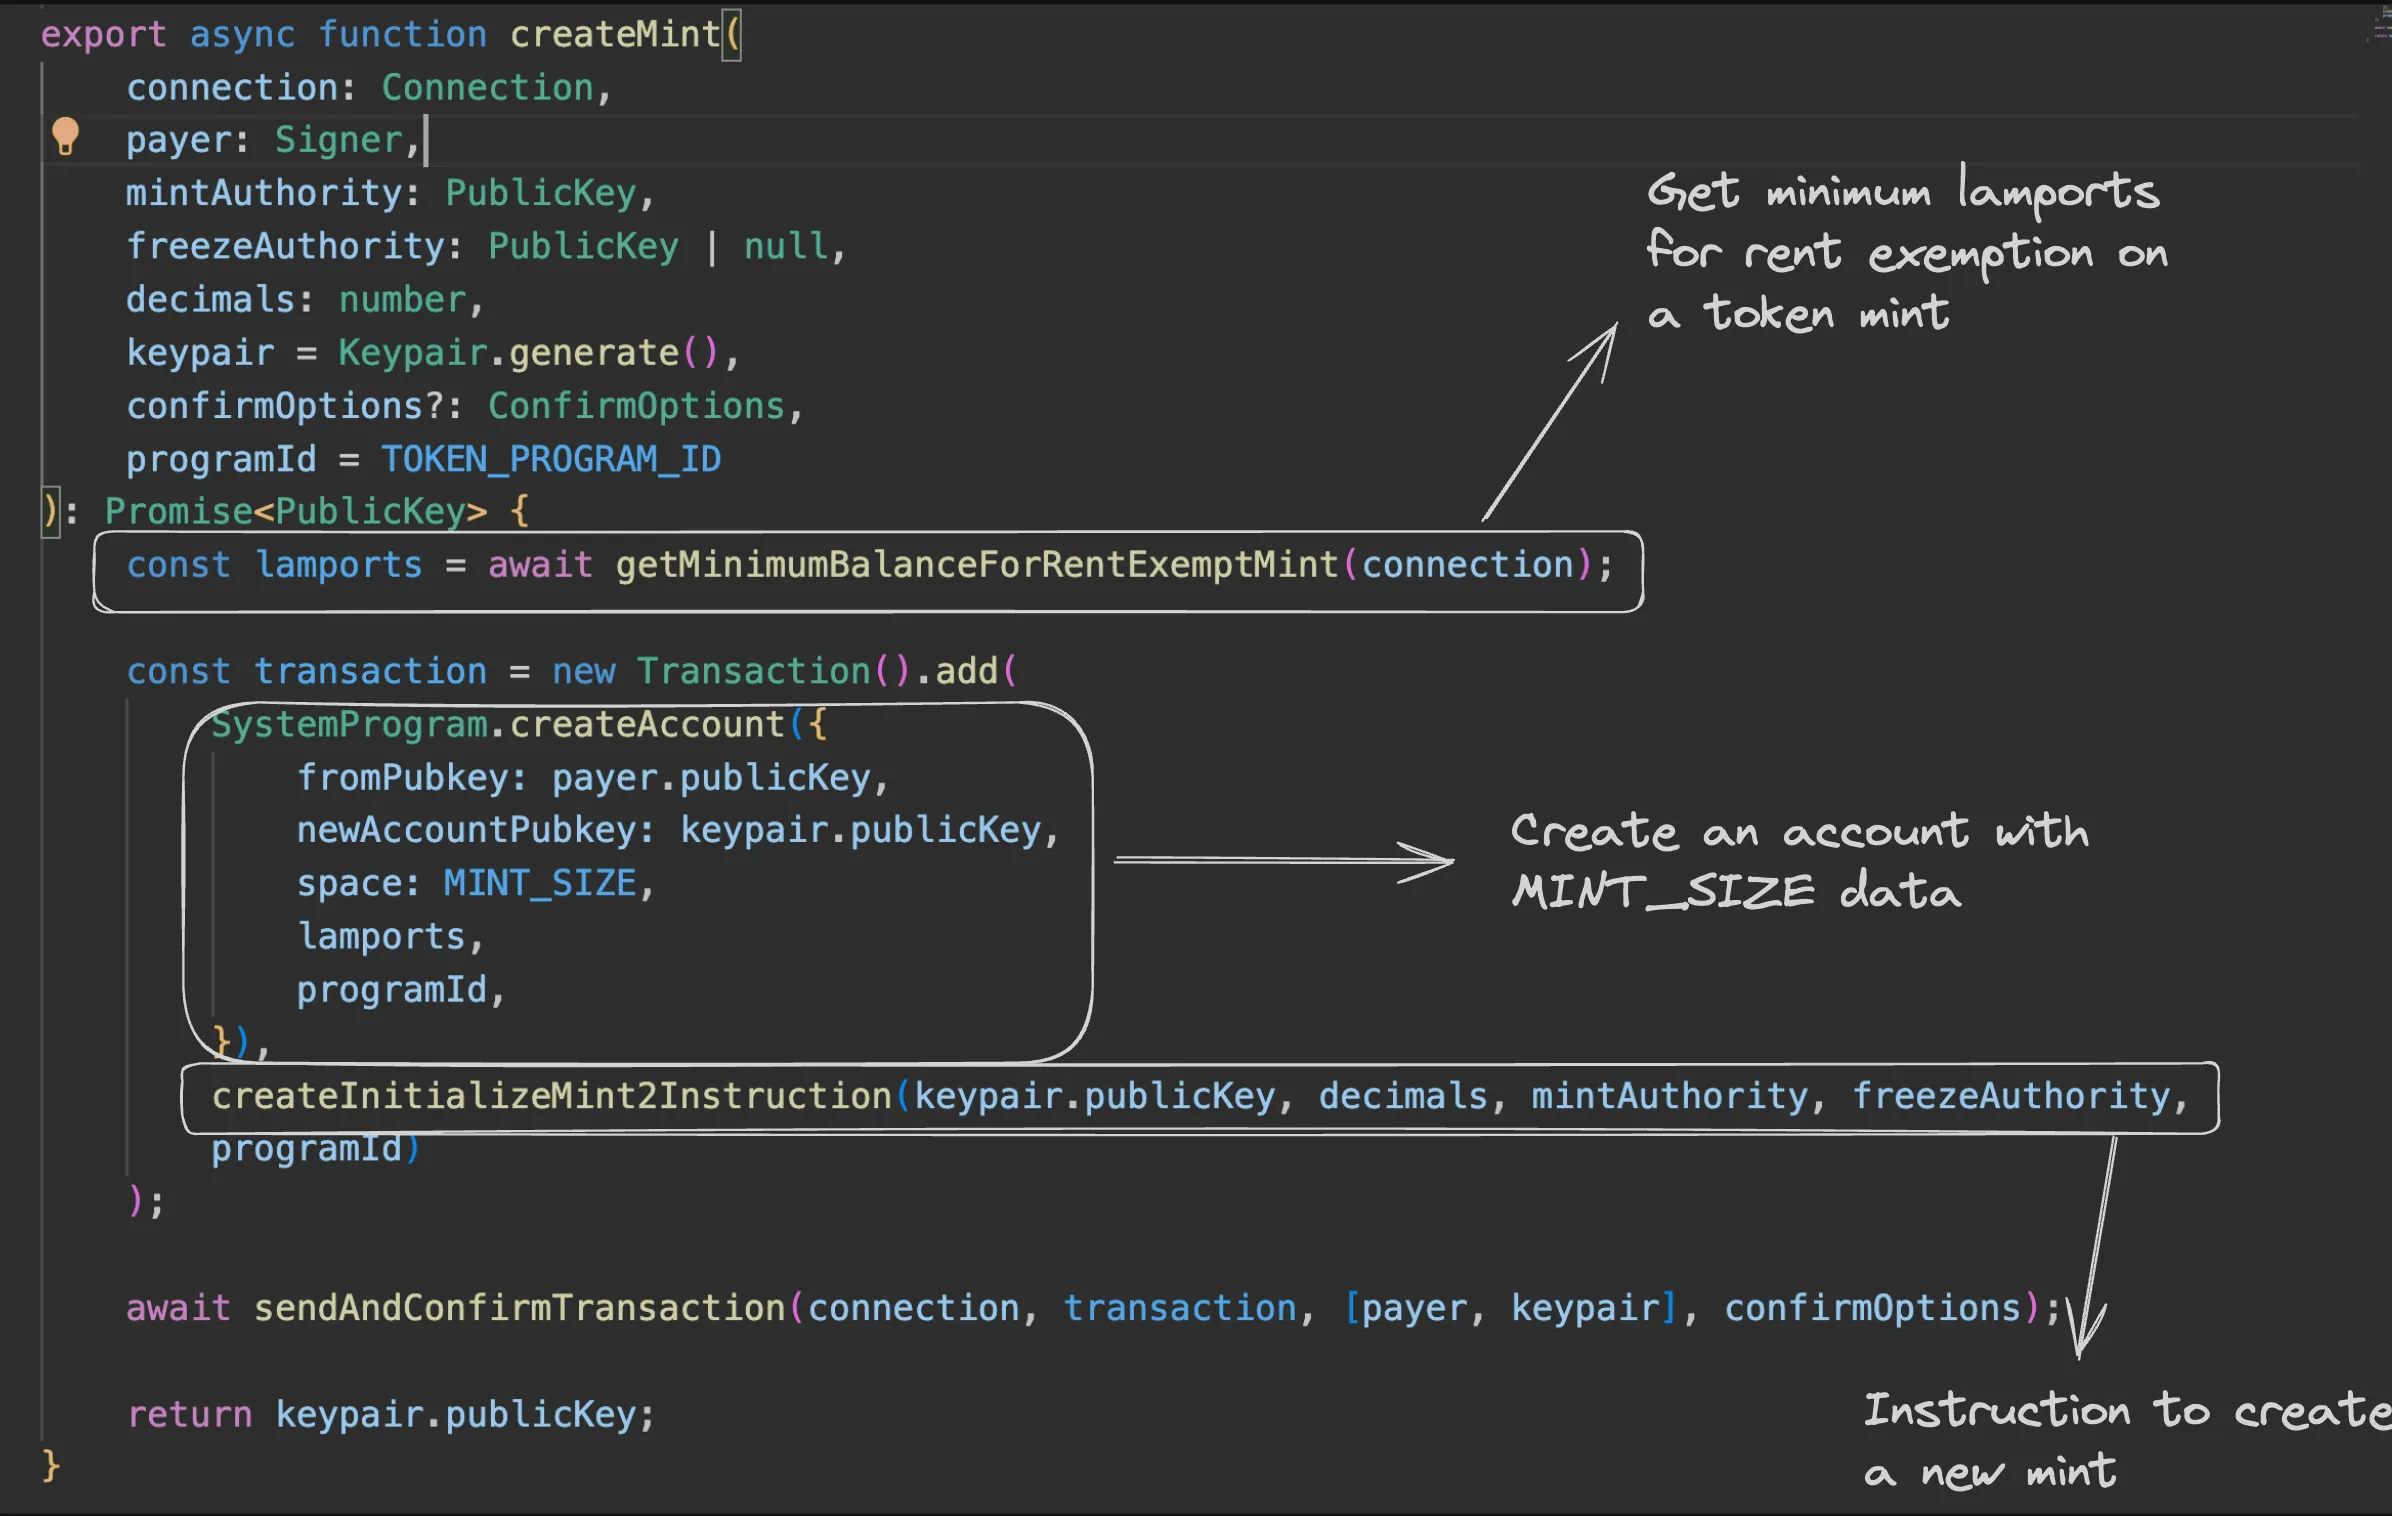 export async function createMint(
connection: Connection,
payer: Signer,
mintAuthority: PublicKey,
freezeAuthority: PublicKey | null,
decimals: number,
keypair = Keypair.generate(),
confirmOptions?: ConfirmOptions,
programId = TOKEN_PROGRAM_ID
): Promise<PublicKey> {
Get minimum lamports
for rent exemption on
a token mint
const lamports = await getMinimumBalanceForRentExemptMint(connection);
const transaction = new Transaction().add(
SystemProgram.createAccount({
fromPubkey: payer.publicKey,
newAccountPubkey: keypair.publicKey,
space: MINT_SIZE,
lamports,
programId,
}),
Create an account with
MINT_SIZE data
createInitializeMint2Instruction(keypair.publicKey, decimals, mintAuthority, freezeAuthority,
programId)
);
await sendAndConfirmTransaction(connection, transaction, [payer, keypair], confirmOptions);
return keypair.publicKey;
}
Instruction to create
a new mint